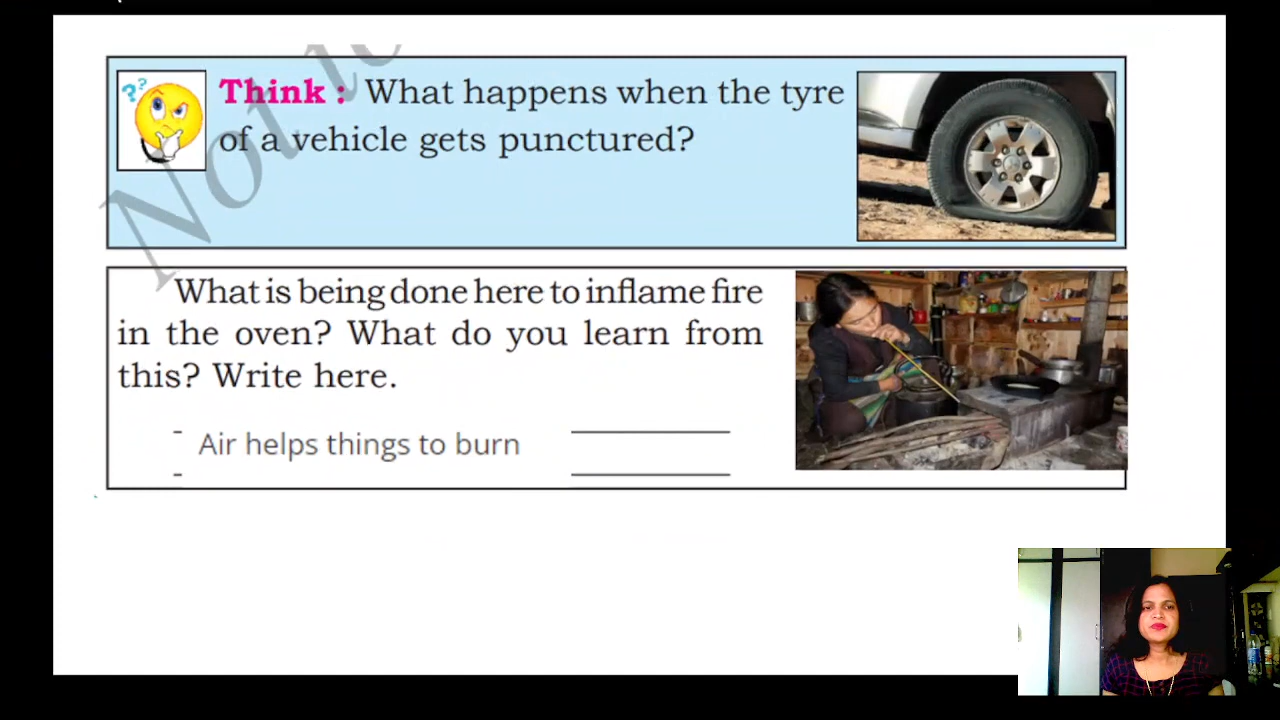 Think : What happens when the tyre
of a vehicle gets punctured?
What is being done here to inflame fire
in the oven? What do you learn from
this? Write here.
Air helps things to burn
Not